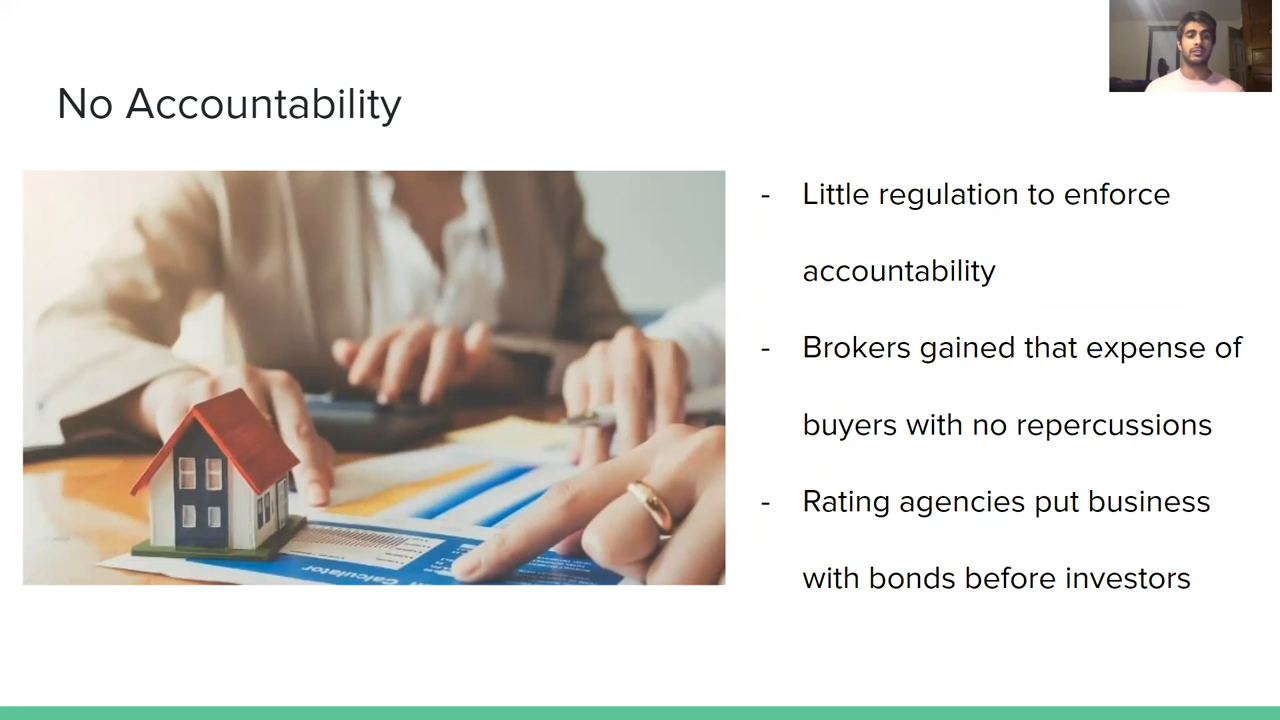 No Accountability
- Little regulation to enforce
accountability
- Brokers gained that expense of
buyers with no repercussions
- Rating agencies put business
with bonds before investors
Calculator